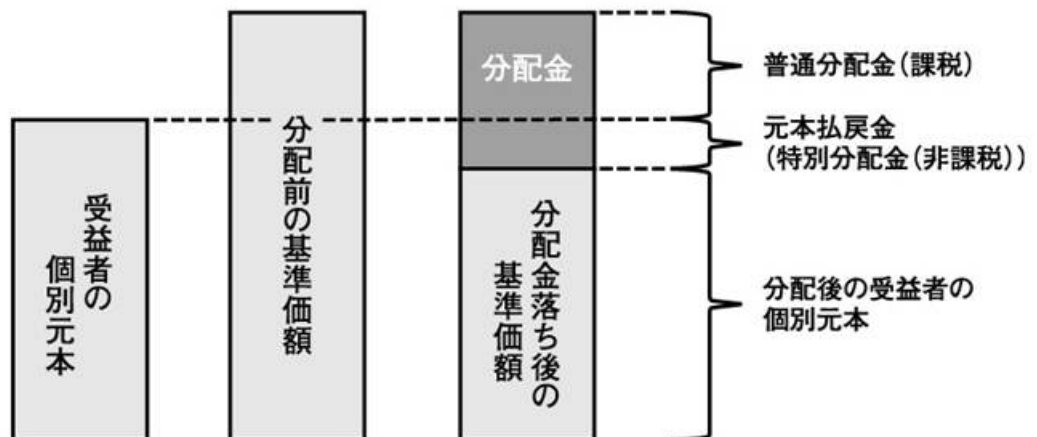 受益者の
個別元本
分配前の基準価額
分配金
分配金落ち後の
基準価額
普通分配金(課税)
元本払戻金
(特別分配金(非課税))
分配後の受益者の
個別元本